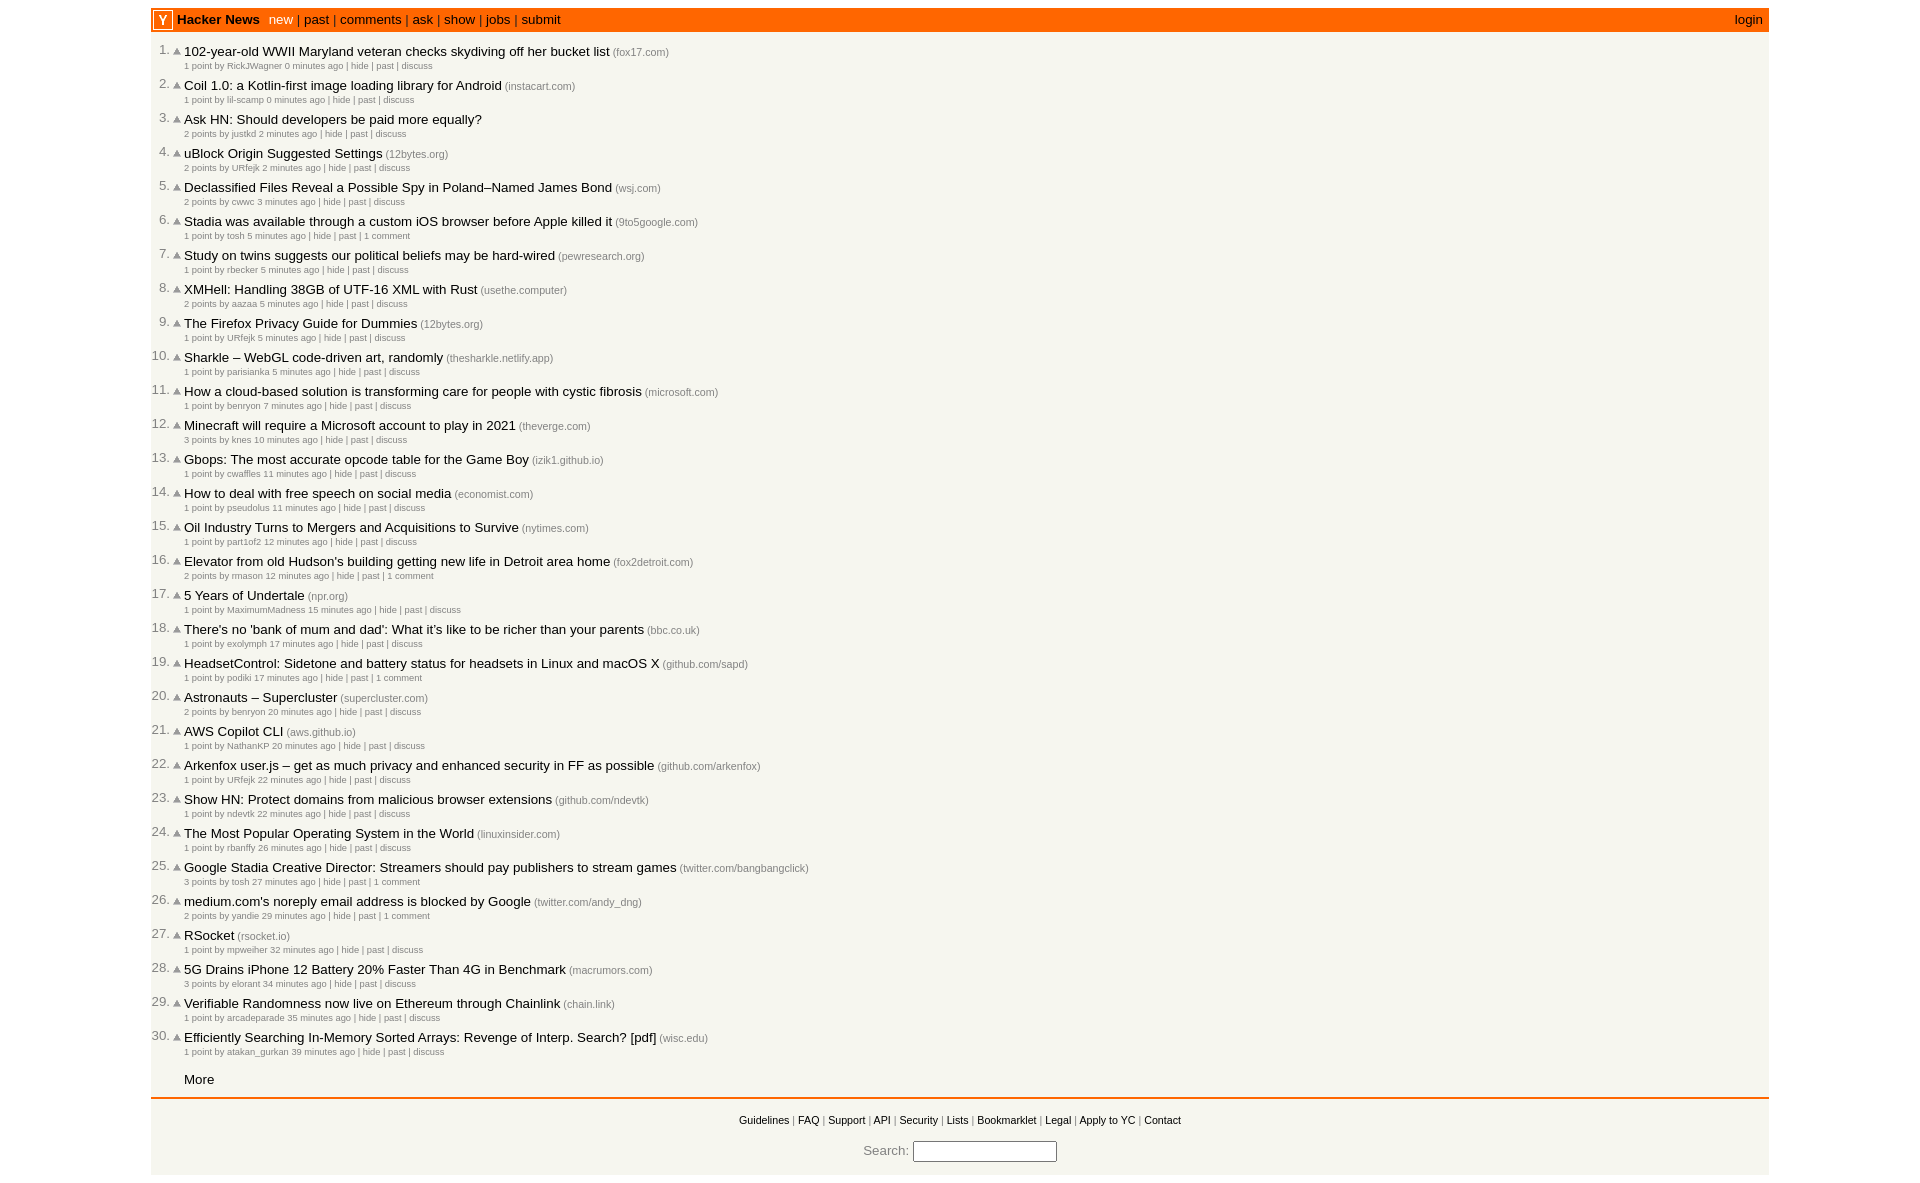 Y Hacker News new | past | comments | ask | show | jobs | submit login
1. 102-year-old WWII Maryland veteran checks skydiving off her bucket list (fox17.com)
1 point by RickJWagner 0 minutes ago | hide | past | discuss
2. Coil 1.0: a Kotlin-first image loading library for Android (instacart.com)
1 point by lil-scamp 0 minutes ago | hide | past | discuss
3. Ask HN: Should developers be paid more equally?
2 points by justkd 2 minutes ago | hide | past | discuss
4. uBlock Origin Suggested Settings (12bytes.org)
2 points by URfejk 2 minutes ago | hide | past | discuss
5. Declassified Files Reveal a Possible Spy in Poland–Named James Bond (wsj.com)
2 points by cwwc 3 minutes ago | hide | past | discuss
6. Stadia was available through a custom iOS browser before Apple killed it (9to5google.com)
1 point by tosh 5 minutes ago | hide | past | 1 comment
7. Study on twins suggests our political beliefs may be hard-wired (pewresearch.org)
1 point by rbecker 5 minutes ago | hide | past | discuss
8. XMHell: Handling 38GB of UTF-16 XML with Rust (usethe.computer)
2 points by aazaa 5 minutes ago | hide | past | discuss
9. The Firefox Privacy Guide for Dummies (12bytes.org)
1 point by URfejk 5 minutes ago | hide | past | discuss
10. Sharkle – WebGL code-driven art, randomly (thesharkle.netlify.app)
1 point by parisianka 5 minutes ago | hide | past | discuss
11. How a cloud-based solution is transforming care for people with cystic fibrosis (microsoft.com)
1 point by benryon 7 minutes ago | hide | past | discuss
12. Minecraft will require a Microsoft account to play in 2021 (theverge.com)
3 points by knes 10 minutes ago | hide | past | discuss
13. Gbops: The most accurate opcode table for the Game Boy (izik1.github.io)
1 point by cwaffles 11 minutes ago | hide | past | discuss
14. How to deal with free speech on social media (economist.com)
1 point by pseudolus 11 minutes ago | hide | past | discuss
15. Oil Industry Turns to Mergers and Acquisitions to Survive (nytimes.com)
1 point by part1of2 12 minutes ago | hide | past | discuss
16. Elevator from old Hudson's building getting new life in Detroit area home (fox2detroit.com)
2 points by rmason 12 minutes ago | hide | past | 1 comment
17. 5 Years of Undertale (npr.org)
1 point by MaximumMadness 15 minutes ago | hide | past | discuss
18. There's no 'bank of mum and dad': What it’s like to be richer than your parents (bbc.co.uk)
1 point by exolymph 17 minutes ago | hide | past | discuss
19. HeadsetControl: Sidetone and battery status for headsets in Linux and macOS X (github.com/sapd)
1 point by podiki 17 minutes ago | hide | past | 1 comment
20. Astronauts – Supercluster (supercluster.com)
2 points by benryon 20 minutes ago | hide | past | discuss
21. AWS Copilot CLI (aws.github.io)
1 point by NathanKP 20 minutes ago | hide | past | discuss
22. Arkenfox user.js – get as much privacy and enhanced security in FF as possible (github.com/arkenfox)
1 point by URfejk 22 minutes ago | hide | past | discuss
23. Show HN: Protect domains from malicious browser extensions (github.com/ndevtk)
1 point by ndevtk 22 minutes ago | hide | past | discuss
24. The Most Popular Operating System in the World (linuxinsider.com)
1 point by rbanffy 26 minutes ago | hide | past | discuss
25. Google Stadia Creative Director: Streamers should pay publishers to stream games (twitter.com/bangbangclick)
3 points by tosh 27 minutes ago | hide | past | 1 comment
26. medium.com's noreply email address is blocked by Google (twitter.com/andy_dng)
2 points by yandie 29 minutes ago | hide | past | 1 comment
27. RSocket (rsocket.io)
1 point by mpweiher 32 minutes ago | hide | past | discuss
28. 5G Drains iPhone 12 Battery 20% Faster Than 4G in Benchmark (macrumors.com)
3 points by elorant 34 minutes ago | hide | past | discuss
29. Verifiable Randomness now live on Ethereum through Chainlink (chain.link)
1 point by arcadeparade 35 minutes ago | hide | past | discuss
30. Efficiently Searching In-Memory Sorted Arrays: Revenge of Interp. Search? [pdf] (wisc.edu)
1 point by atakan_gurkan 39 minutes ago | hide | past | discuss
More
Guidelines | FAQ | Support | API | Security | Lists | Bookmarklet | Legal | Apply to YC | Contact
Search: